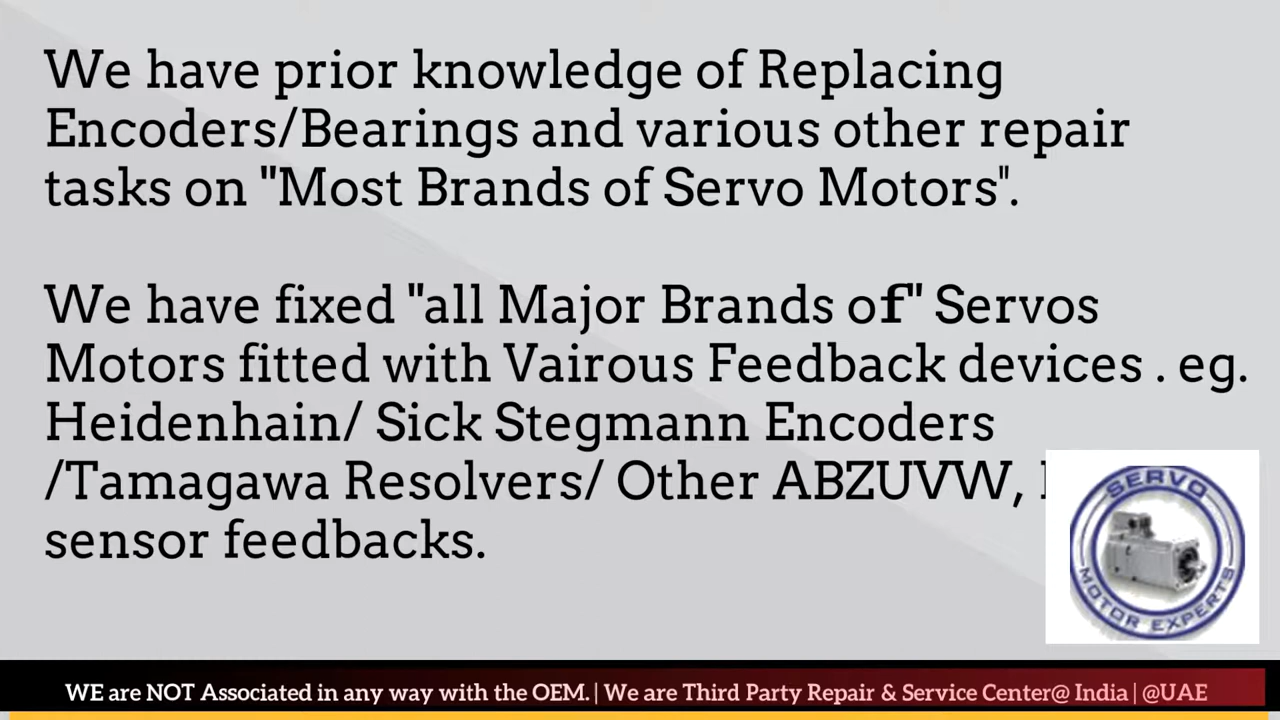 We have prior knowledge of Replacing
Encoders/Bearings and various other repair
tasks on "Most Brands of Servo Motors".
We have fixed "all Major Brands of" Servos
Motors fitted with Vairous Feedback devices . eg.
Heidenhain/ Sick Stegmann Encoders
/Tamagawa Resolvers/ Other ABZUVW,
sensor feedbacks.
SERVO
MOTOR EXPERTS
WE are NOT Associated in any way with the OEM. | We are Third Party Repair & Service Center@ India | @UAE